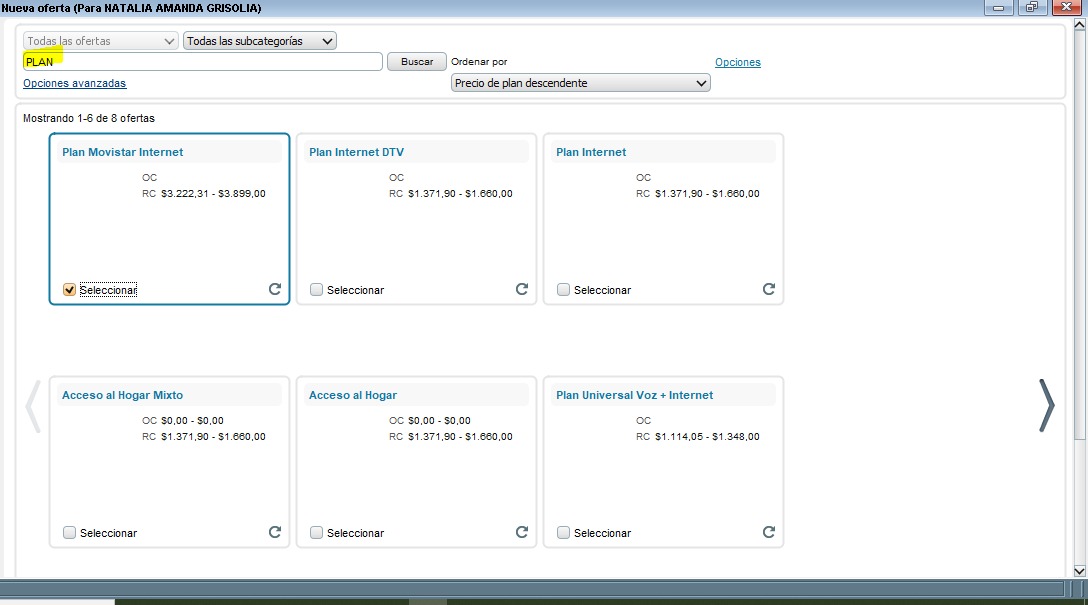 Nueva oferta (Para NATALIA AMANDA GRISOLIA)
Todas las ofertas Todas las subcategorías
PLAN Buscar Ordenar por Opciones
Opciones avanzadas Precio de plan descendente
Mostrando 1-6 de 8 ofertas
Plan Movistar Internet
OC
RC $3.222,31 - $3.899,00
Seleccionar
Plan Internet DTV
OC
RC $1.371,90 - $1.660,00
Seleccionar
Plan Internet
OC
RC $1.371,90 - $1.660,00
Seleccionar
Acceso al Hogar Mixto
OC $0,00 - $0,00
RC $1.371,90 - $1.660,00
Seleccionar
Acceso al Hogar
OC $0,00 - $0,00
RC $1.371,90 - $1.660,00
Seleccionar
Plan Universal Voz + Internet
OC
RC $1.114,05 - $1.348,00
Seleccionar